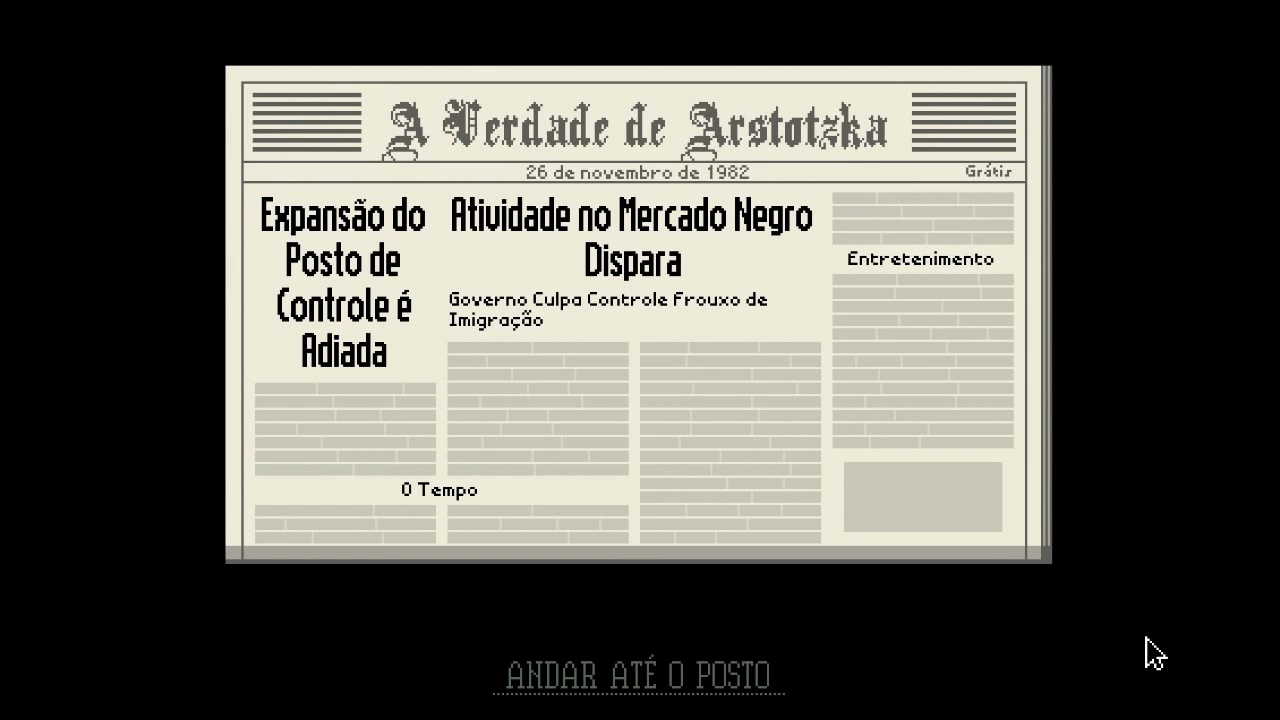 A Verdade de Arstotzka
26 de novembro de 1982
Grátis
Expansão do
Posto de
Controle é
Adiada
Atividade no Mercado Negro
Dispara
Governo Culpa Controle Frouxo de
Imigração
Entretenimento
O Tempo
ANDAR ATÉ O POSTO